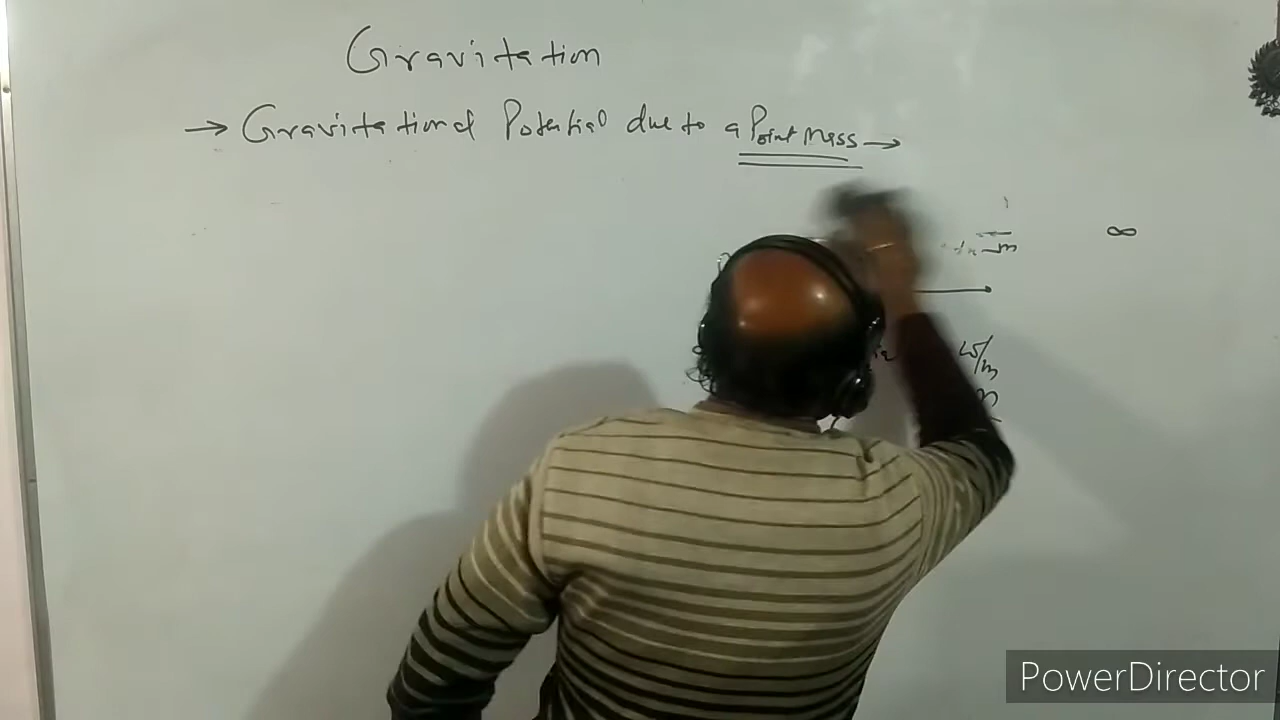 Gravitation
→ Gravitational Potential due to a Point Mass →
m
∞
W/m
m
PowerDirector